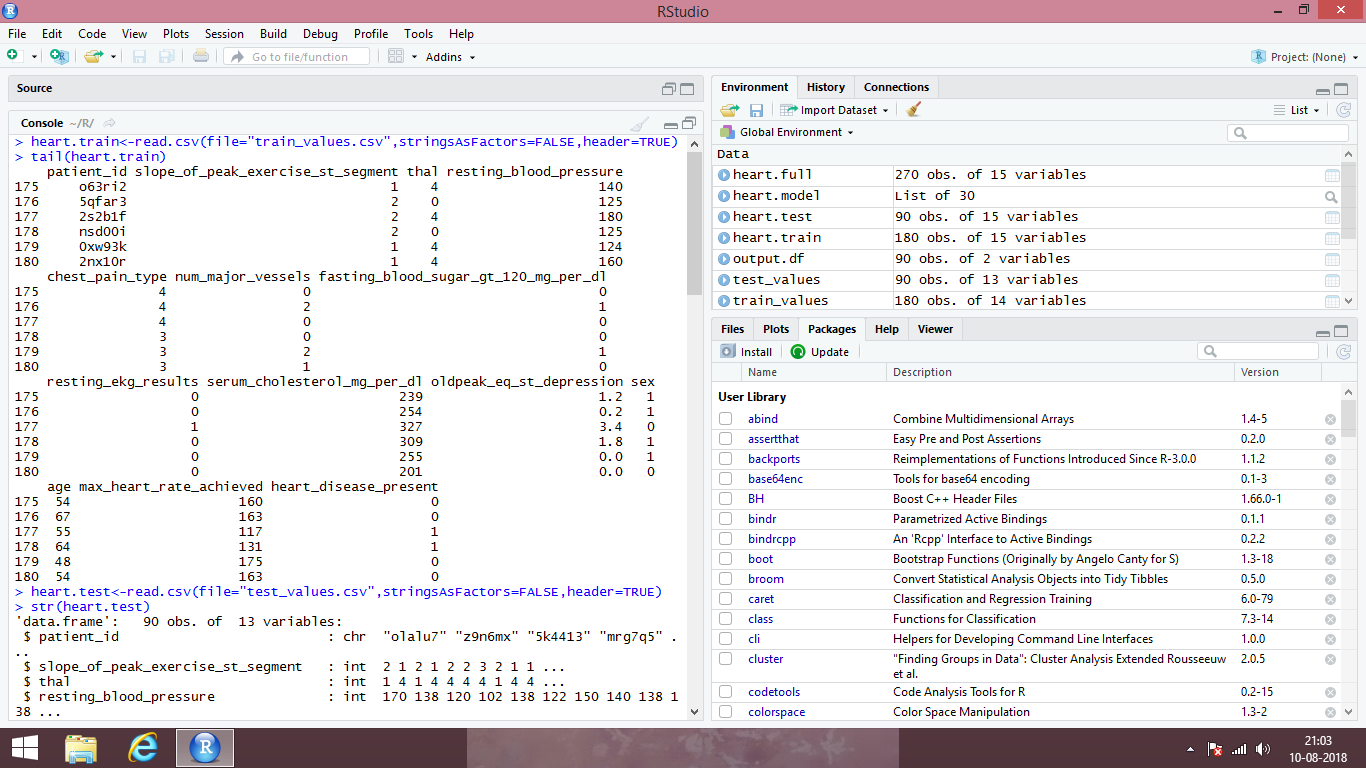 RStudio
File Edit Code View Plots Session Build Debug Profile Tools Help
Go to file/function Addins Project: (None)
Source
Console ~/R/
> heart.train<-read.csv(file="train_values.csv",stringsAsFactors=FALSE,header=TRUE)
> tail(heart.train)
patient_id slope_of_peak_exercise_st_segment thal resting_blood_pressure
175 o63ri2 1 4 140
176 5qfar3 2 0 125
177 2s2b1f 2 4 180
178 nsd00i 2 0 125
179 0xw93k 1 4 124
180 2nx10r 1 4 160
chest_pain_type num_major_vessels fasting_blood_sugar_gt_120_mg_per_dl
175 4 0 0
176 4 2 1
177 4 0 0
178 3 0 0
179 3 2 1
180 3 1 0
resting_ekg_results serum_cholesterol_mg_per_dl oldpeak_eq_st_depression sex
175 0 239 1.2 1
176 0 254 0.2 1
177 1 327 3.4 0
178 0 309 1.8 1
179 0 255 0.0 1
180 0 201 0.0 0
age max_heart_rate_achieved heart_disease_present
175 54 160 0
176 67 163 0
177 55 117 1
178 64 131 1
179 48 175 0
180 54 163 0
> heart.test<-read.csv(file="test_values.csv",stringsAsFactors=FALSE,header=TRUE)
> str(heart.test)
'data.frame': 90 obs. of 13 variables:
$ patient_id : chr "olalu7" "z9n6mx" "5k4413" "mrg7q5" .
..
$ slope_of_peak_exercise_st_segment : int 2 1 2 1 2 2 3 2 1 1 ...
$ thal : int 1 4 1 4 4 4 4 1 4 4 ...
$ resting_blood_pressure : int 170 138 120 102 138 122 150 140 138 1
38 ...
Environment History Connections
Import Dataset List
Global Environment
Data
heart.full 270 obs. of 15 variables
heart.model List of 30
heart.test 90 obs. of 15 variables
heart.train 180 obs. of 15 variables
output.df 90 obs. of 2 variables
test_values 90 obs. of 13 variables
train_values 180 obs. of 14 variables
Files Plots Packages Help Viewer
Install Update
Name Description Version
User Library
abind Combine Multidimensional Arrays 1.4-5
assertthat Easy Pre and Post Assertions 0.2.0
backports Reimplementations of Functions Introduced Since R-3.0.0 1.1.2
base64enc Tools for base64 encoding 0.1-3
BH Boost C++ Header Files 1.66.0-1
bindr Parametrized Active Bindings 0.1.1
bindrcpp An 'Rcpp' Interface to Active Bindings 0.2.2
boot Bootstrap Functions (Originally by Angelo Canty for S) 1.3-18
broom Convert Statistical Analysis Objects into Tidy Tibbles 0.5.0
caret Classification and Regression Training 6.0-79
class Functions for Classification 7.3-14
cli Helpers for Developing Command Line Interfaces 1.0.0
cluster "Finding Groups in Data": Cluster Analysis Extended Rousseeuw 2.0.5
et al.
codetools Code Analysis Tools for R 0.2-15
colorspace Color Space Manipulation 1.3-2
21:03
10-08-2018